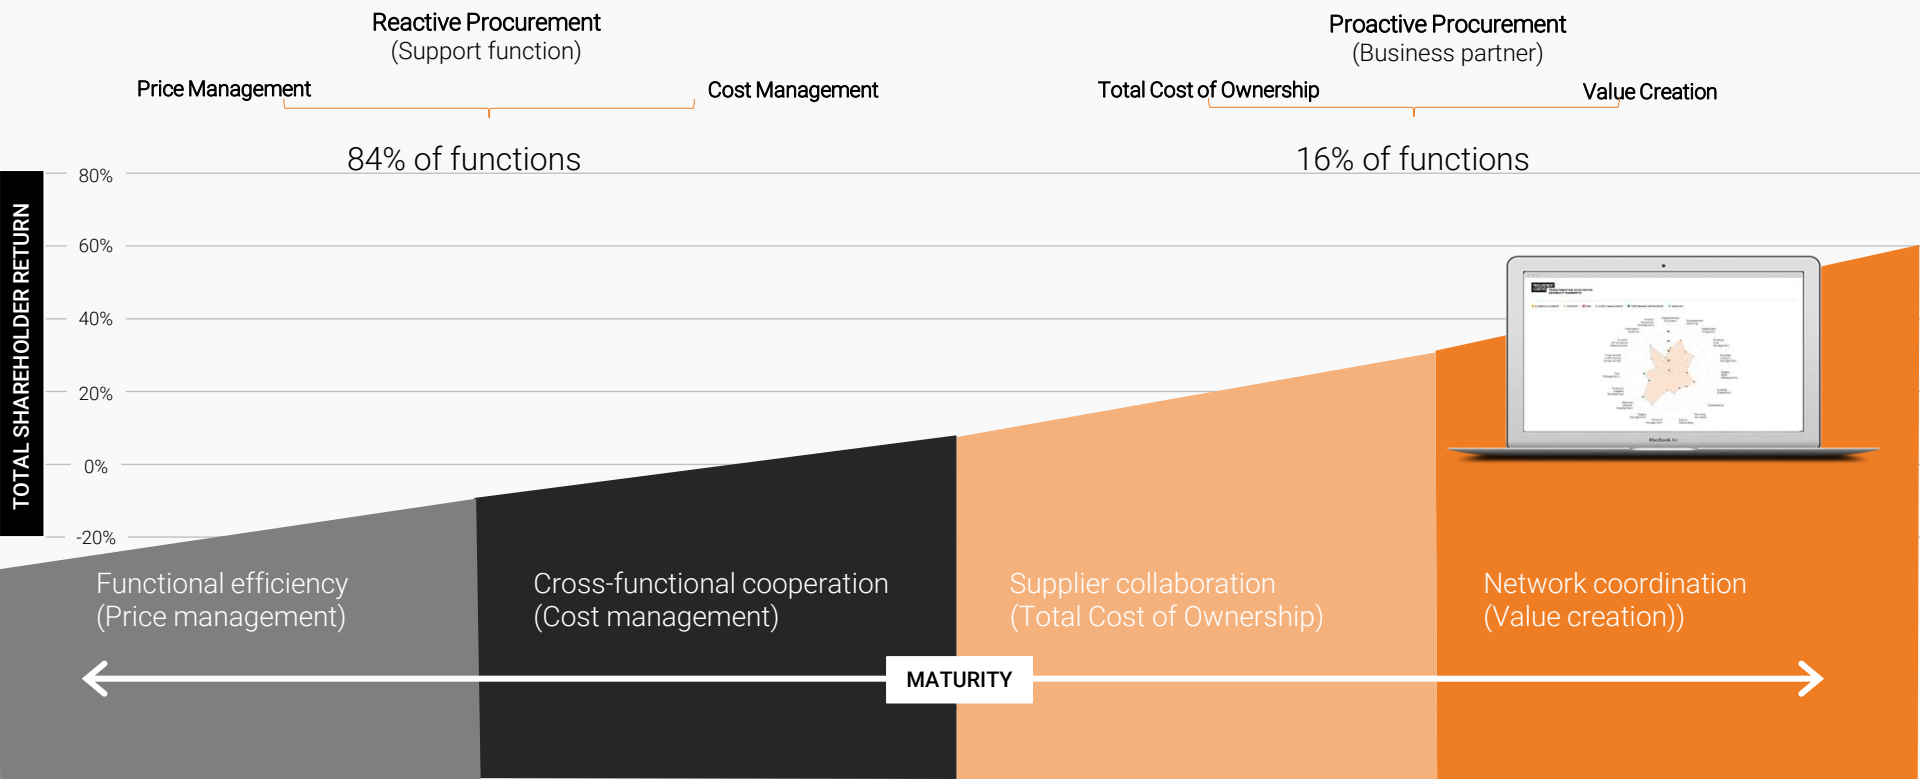 Reactive Procurement
(Support function)
Proactive Procurement
(Business partner)
Price Management
Cost Management
Total Cost of Ownership
Value Creation
84% of functions
16% of functions
TOTAL SHAREHOLDER RETURN
80%
60%
40%
20%
0%
-20%
MacBook Air
Functional efficiency
(Price management)
Cross-functional cooperation
(Cost management)
Supplier collaboration
(Total Cost of Ownership)
Network coordination
(Value creation))
MATURITY